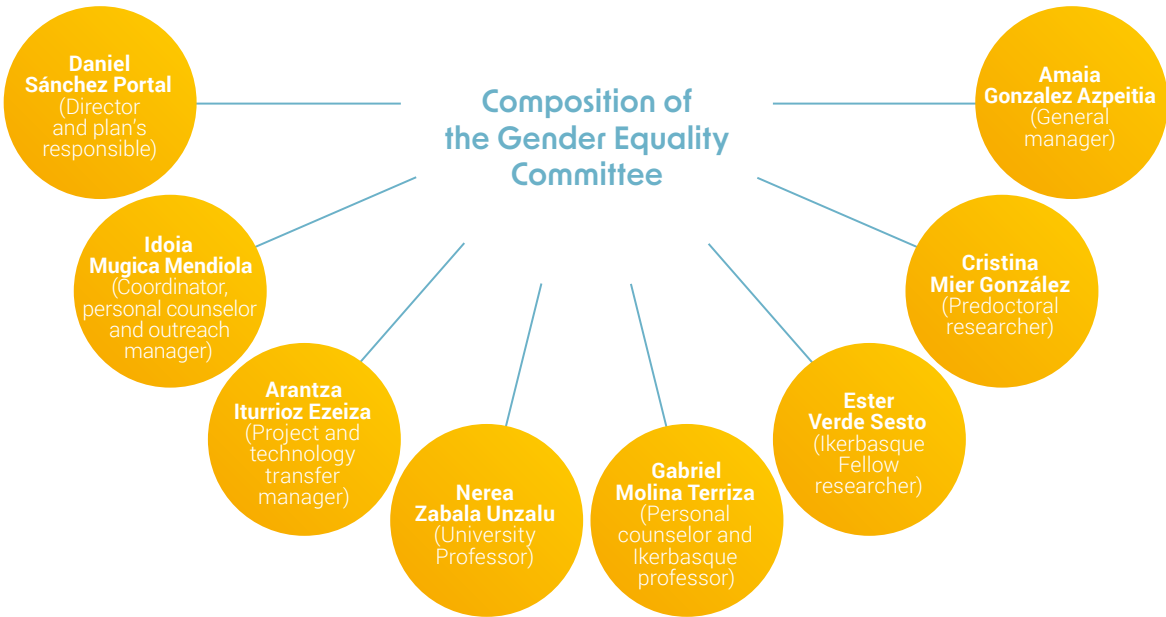 Composition of
the Gender Equality
Committee
Daniel
Sánchez Portal
(Director
and plan's
responsible)
Idoia
Mugica Mendiola
(Coordinator,
personal counselor
and outreach
manager)
Arantza
Iturrioz Ezeiza
(Project and
technology
transfer
manager)
Nerea
Zabala Unzalu
(University
Professor)
Gabriel
Molina Terriza
(Personal
counselor and
Ikerbasque
professor)
Ester
Verde Sesto
(Ikerbasque
Fellow
researcher)
Cristina
Mier González
(Predoctoral
researcher)
Amaia
Gonzalez Azpeitia
(General
manager)